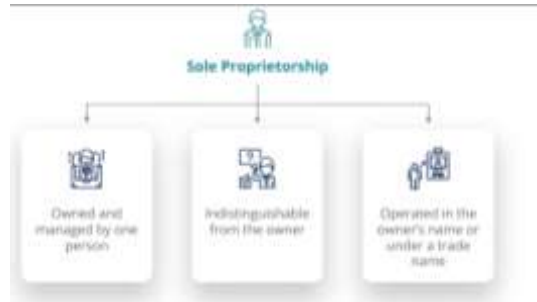 Sole Proprietorship
Owned and
managed by one
person
Indistinguishable
from the owner
Operated in the
owner's name or
under a trade
name